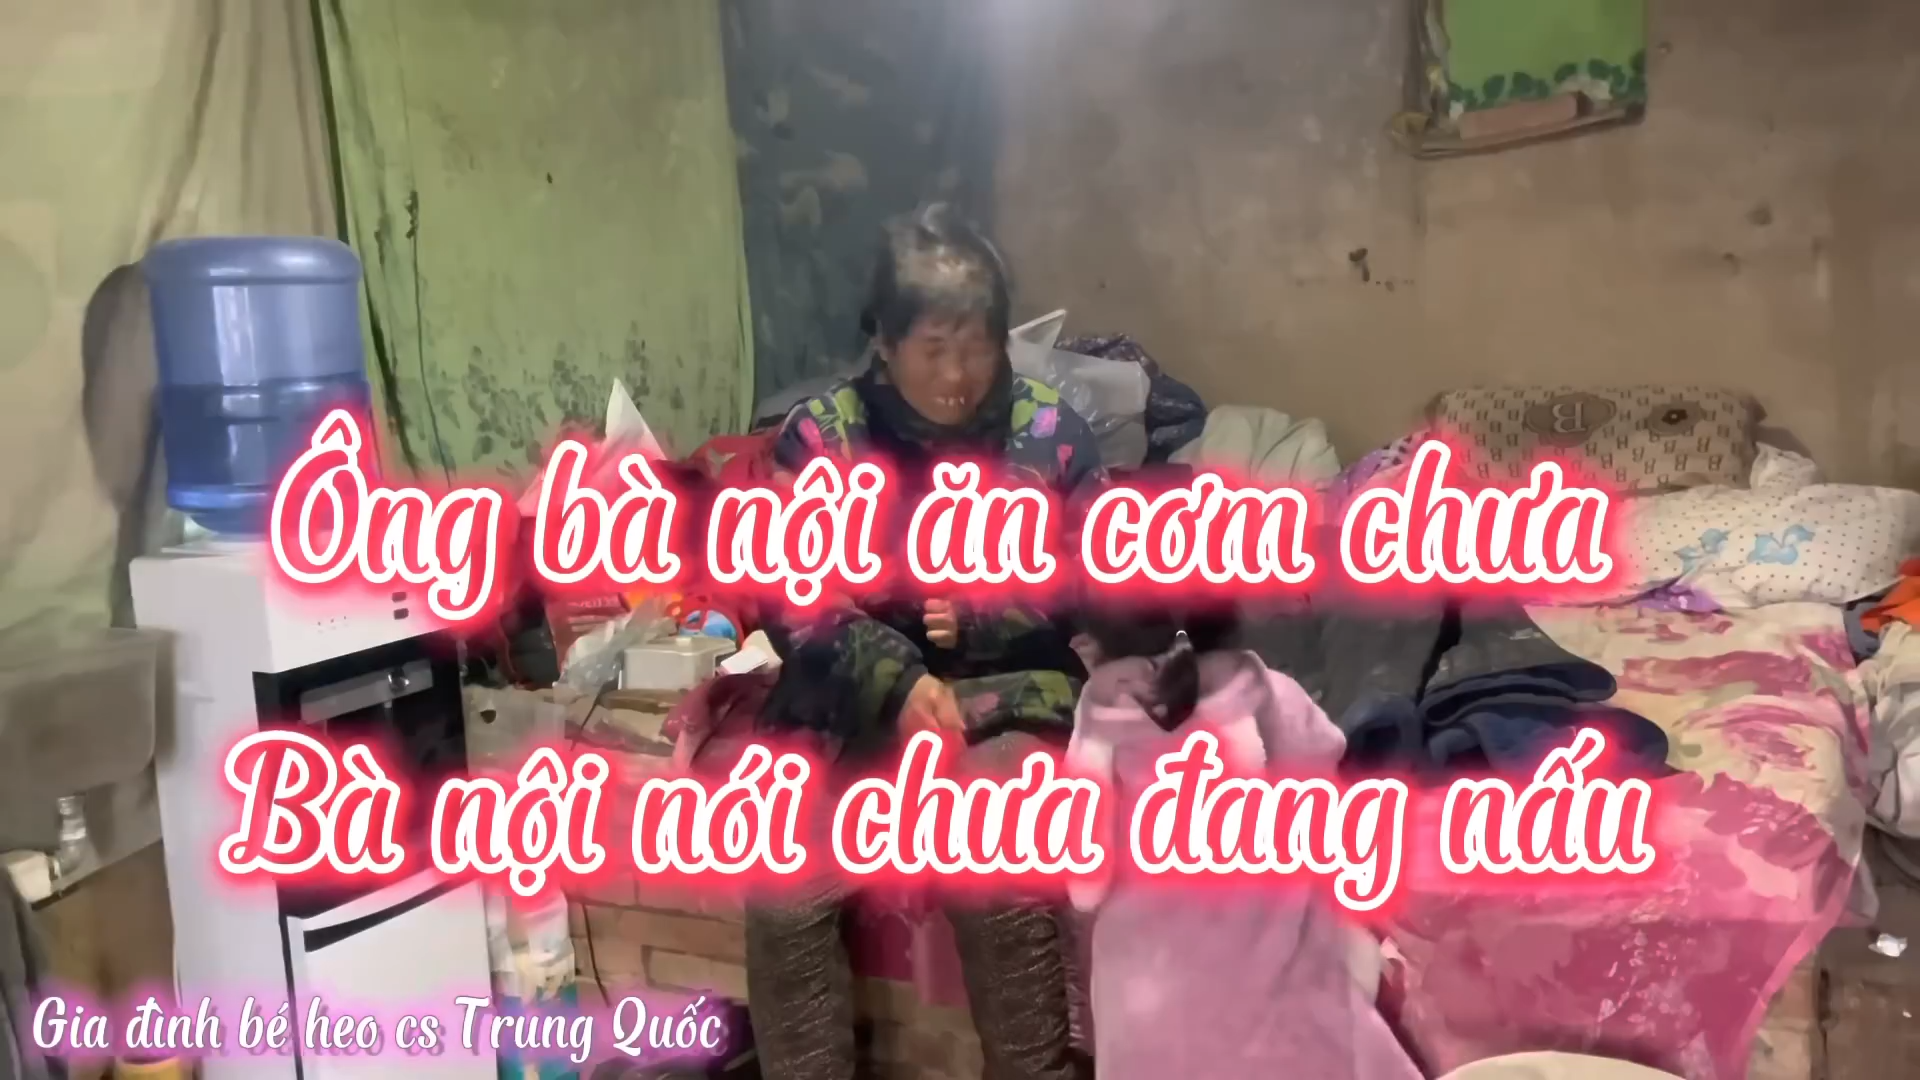 Ông bà nội ăn cơm chưa
Bà nội nói chưa đang nấu
Gia đình bé heo cs Trung Quốc